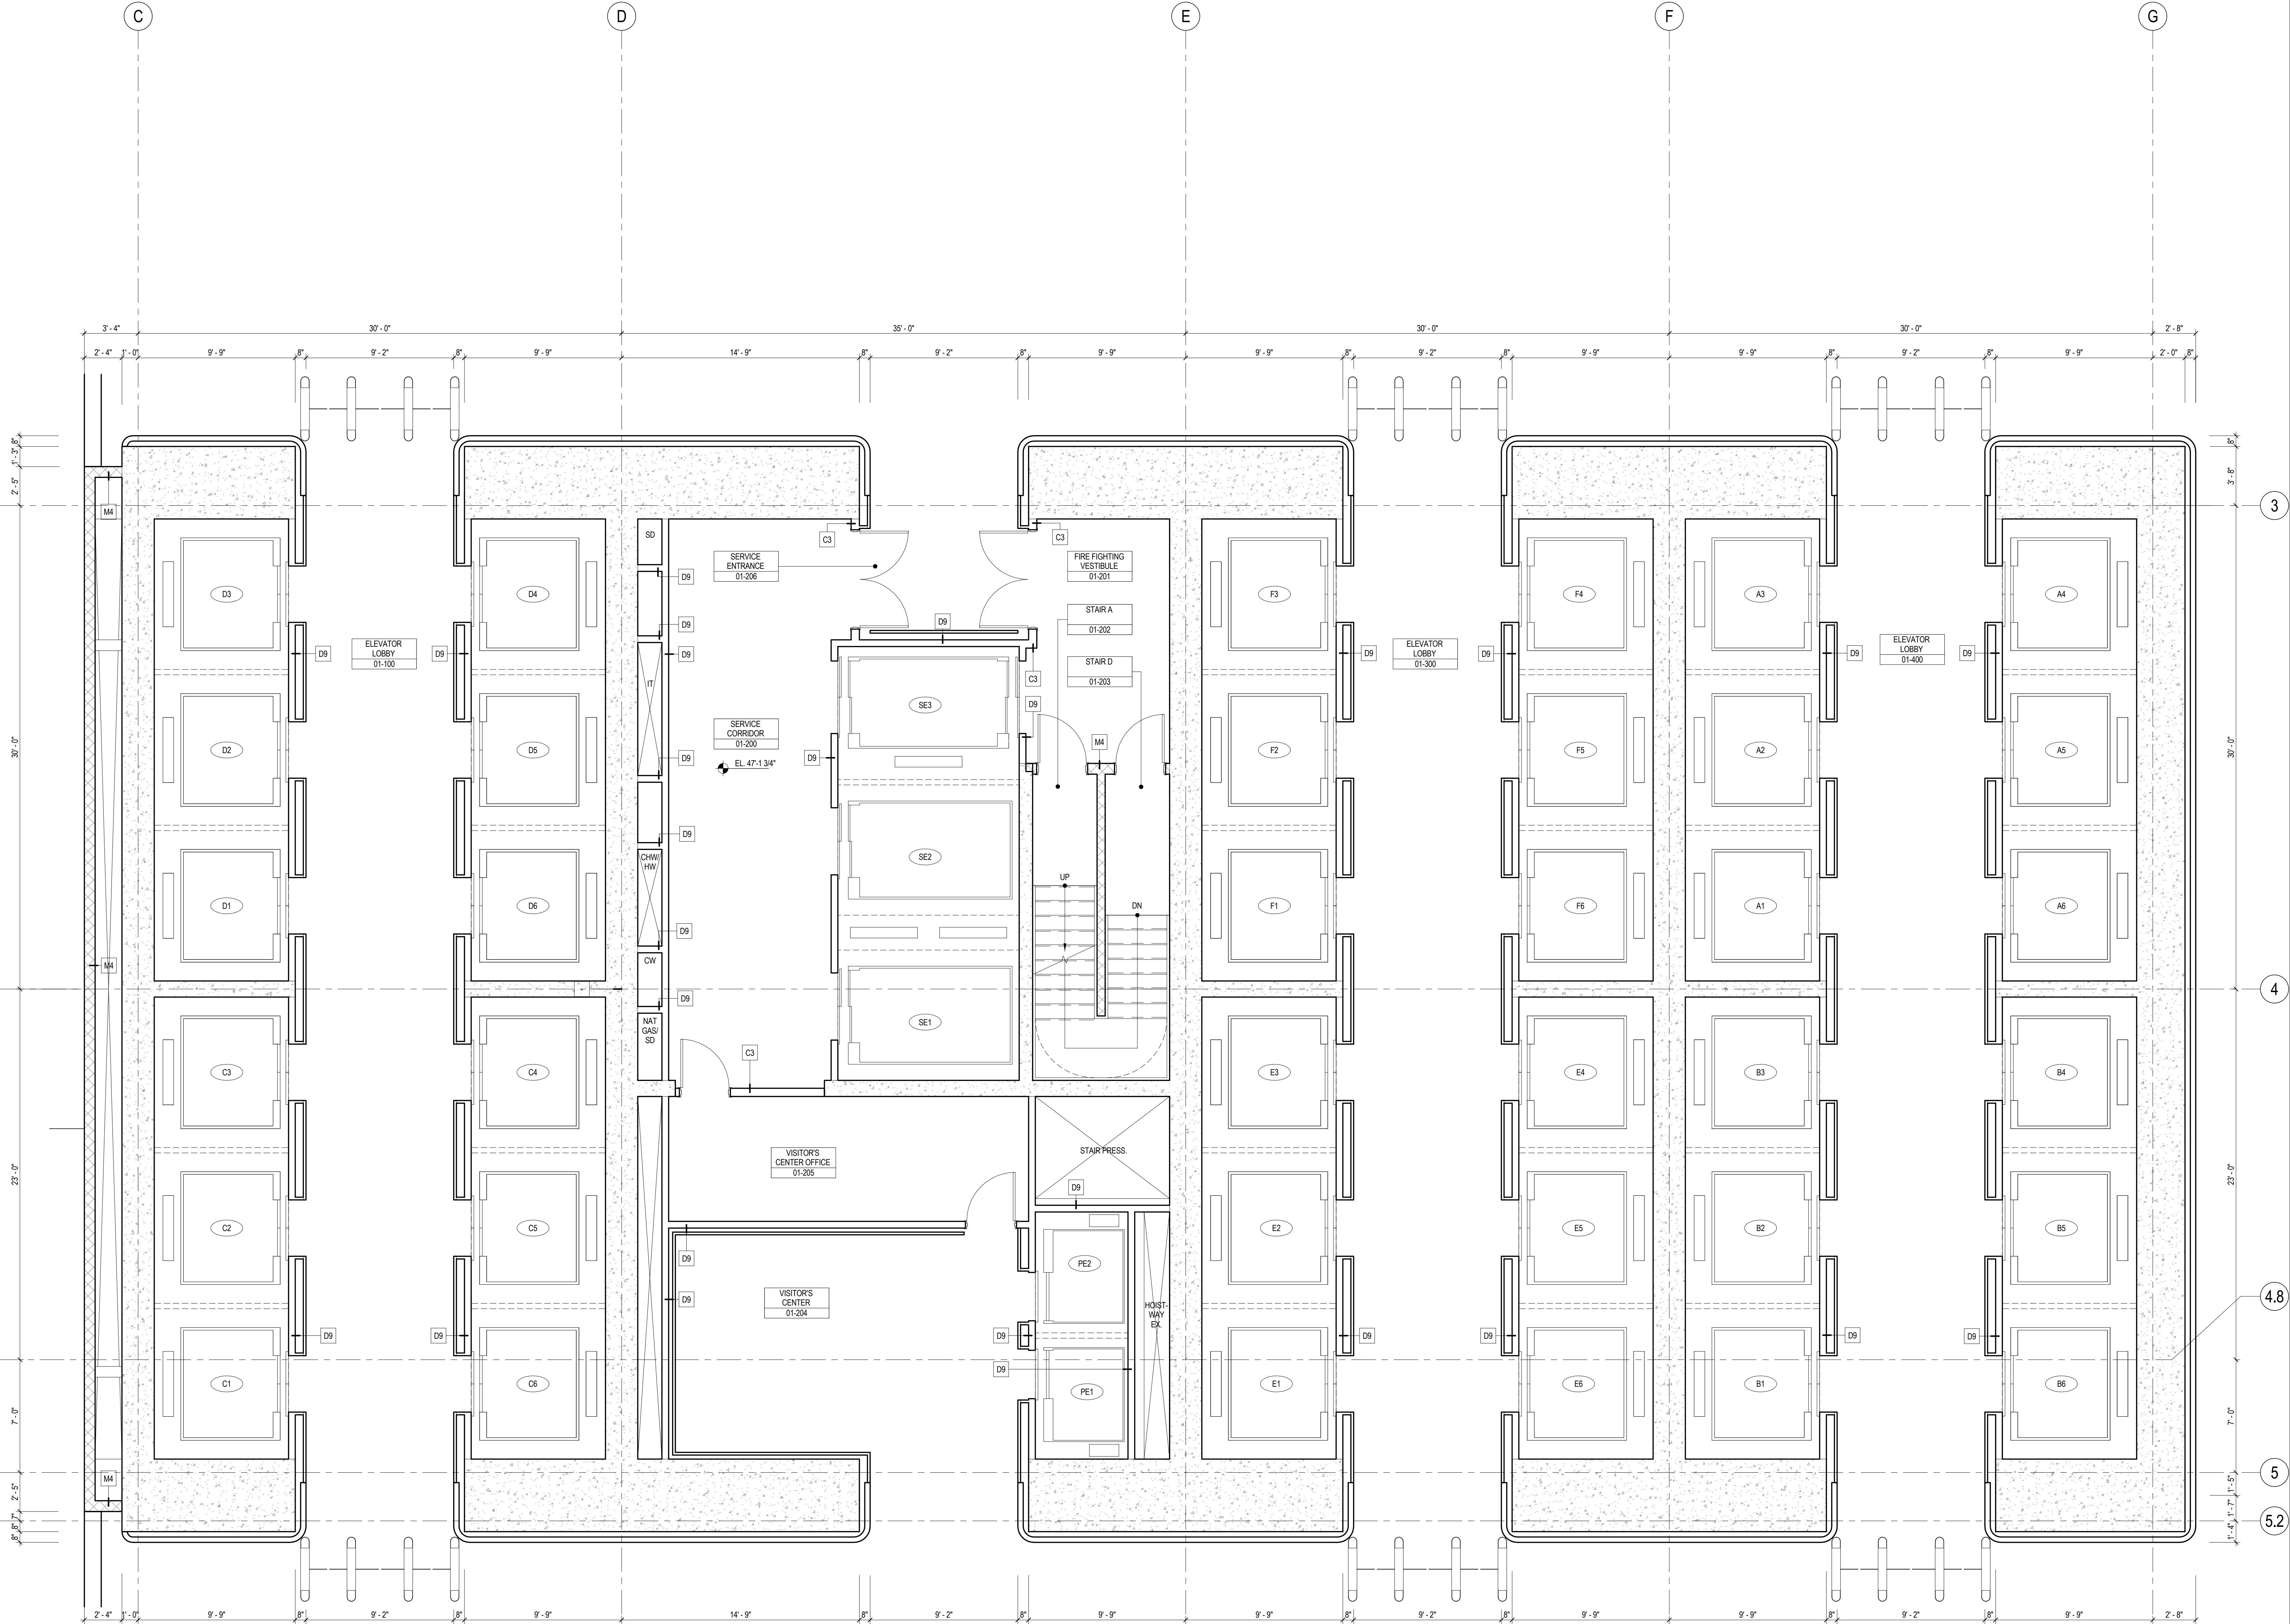 C D E F G
3' - 4" 30' - 0" 35' - 0" 30' - 0" 30' - 0" 2' - 8"
2' - 4" 1' - 0" 9' - 9" 8" 9' - 2" 8" 9' - 9" 14' - 9" 8" 9' - 2" 8" 9' - 9" 9' - 9" 8" 9' - 2" 8" 9' - 9" 9' - 9" 8" 9' - 2" 8" 9' - 9" 2' - 0" 8"
8"
1' - 3"
2' - 5"
30' - 0"
23' - 0"
7' - 0"
2' - 5"
7"
8"
8"
M4
M4
M4
D3
D2
D1
C3
C2
C1
D9
D9
ELEVATOR
LOBBY
01-100
D9
D9
D4
D5
D6
C4
C5
C6
SD
IT
CHW/
HW
CW
NAT
GAS/
SD
D9
D9
D9
D9
D9
D9
D9
SERVICE
ENTRANCE
01-206
C3
SERVICE
CORRIDOR
01-200
EL. 47'-1 3/4"
D9
D9
SE3
SE2
SE1
C3
VISITOR'S
CENTER OFFICE
01-205
D9
D9
VISITOR'S
CENTER
01-204
C3
FIRE FIGHTING
VESTIBULE
01-201
STAIR A
01-202
STAIR D
01-203
C3
D9
M4
UP
DN
STAIR PRESS.
D9
PE2
PE1
D9
D9
HOIST-
WAY
EX.
F3
F2
F1
E3
E2
E1
D9
D9
ELEVATOR
LOBBY
01-300
D9
D9
F4
F5
F6
E4
E5
E6
A3
A2
A1
B3
B2
B1
D9
D9
ELEVATOR
LOBBY
01-400
D9
D9
A4
A5
A6
B4
B5
B6
8"
3' - 8"
30' - 0"
23' - 0"
7' - 0"
1' - 5"
1' - 7"
1' - 4"
3
4
4.8
5
5.2
2' - 4" 1' - 0" 9' - 9" 8" 9' - 2" 8" 9' - 9" 14' - 9" 8" 9' - 2" 8" 9' - 9" 9' - 9" 8" 9' - 2" 8" 9' - 9" 9' - 9" 8" 9' - 2" 8" 9' - 9" 2' - 8"